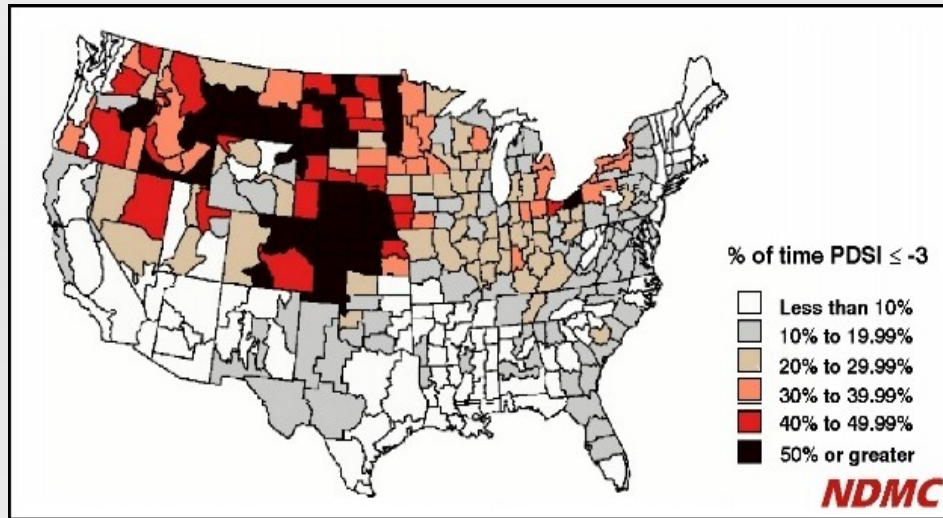 % of time PDSI ≤ -3
Less than 10%
10% to 19.99%
20% to 29.99%
30% to 39.99%
40% to 49.99%
50% or greater
NDMC